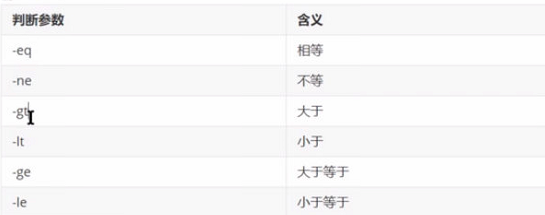 判断参数 含义
-eq 相等
-ne 不等
-gt 大于
-lt 小于
-ge 大于等于
-le 小于等于